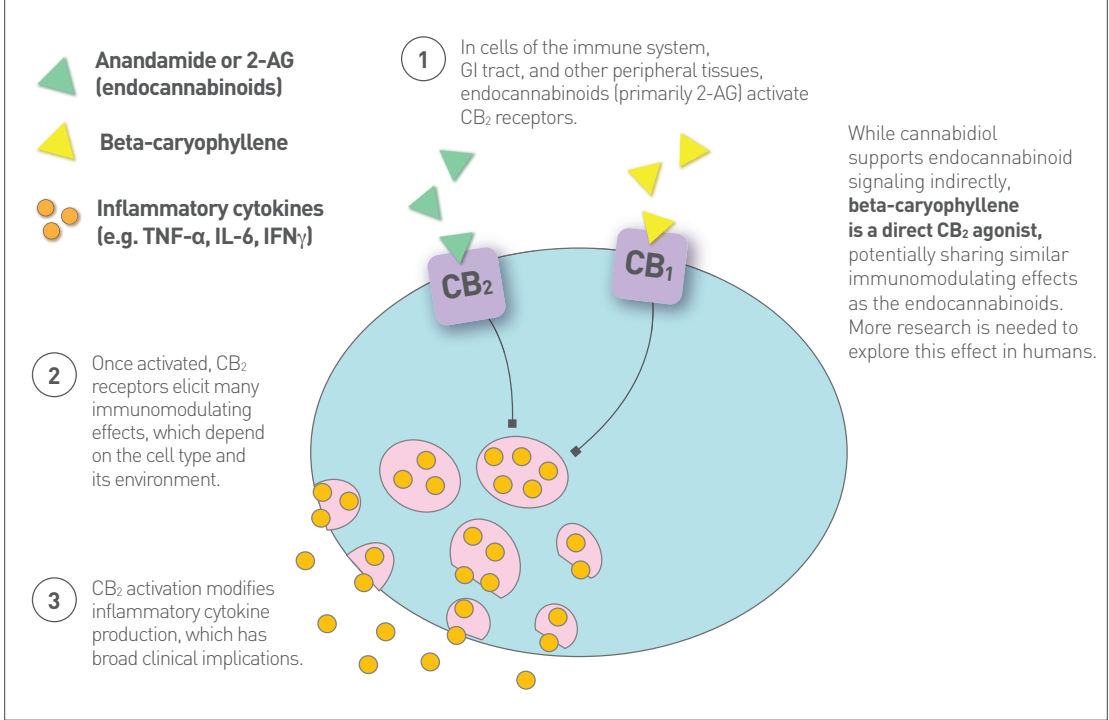 Anandamide or 2-AG
(endocannabinoids)
Beta-caryophyllene
Inflammatory cytokines
(e.g. TNF-α, IL-6, IFNγ)
1
In cells of the immune system,
GI tract, and other peripheral tissues,
endocannabinoids (primarily 2-AG) activate
CB₂ receptors.
While cannabidiol
supports endocannabinoid
signaling indirectly,
beta-caryophyllene
is a direct CB₂ agonist,
potentially sharing similar
immunomodulating effects
as the endocannabinoids.
More research is needed to
explore this effect in humans.
CB₂
CB₁
2
Once activated, CB₂
receptors elicit many
immunomodulating
effects, which depend
on the cell type and
its environment.
3
CB₂ activation modifies
inflammatory cytokine
production, which has
broad clinical implications.